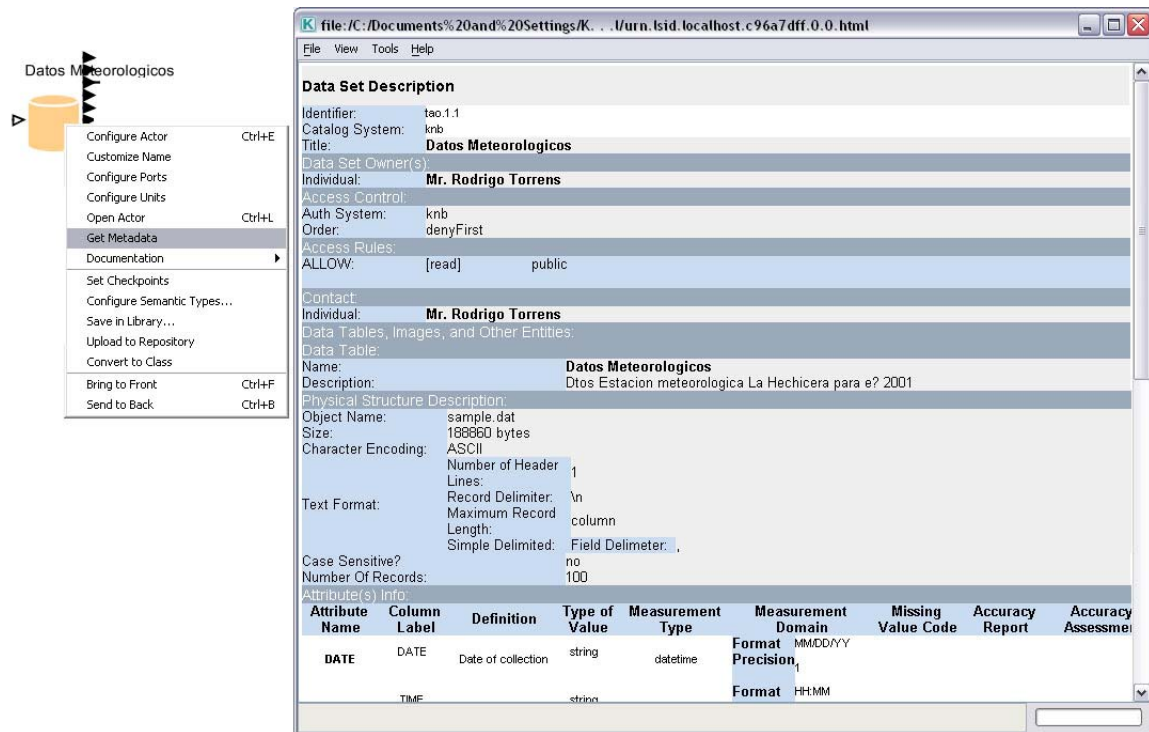 Datos Meteorologicos
Configure Actor Ctrl+E
Customize Name
Configure Ports
Configure Units
Open Actor Ctrl+L
Get Metadata
Documentation
Set Checkpoints
Configure Semantic Types...
Save in Library...
Upload to Repository
Convert to Class
Bring to Front Ctrl+F
Send to Back Ctrl+B
file:/C:/Documents%20and%20Settings/K. . .l/urn.lsid.localhost.c96a7dff.0.0.html
File View Tools Help
Data Set Description
Identifier: tao.1.1
Catalog System: knb
Title: Datos Meteorologicos
Data Set Owner(s):
Individual: Mr. Rodrigo Torrens
Access Control:
Auth System: knb
Order: denyFirst
Access Rules:
ALLOW: [read] public
Contact:
Individual: Mr. Rodrigo Torrens
Data Tables, Images, and Other Entities:
Data Table:
Name: Datos Meteorologicos
Description: Dtos Estacion meteorologica La Hechicera para e? 2001
Physical Structure Description:
Object Name: sample.dat
Size: 188860 bytes
Character Encoding: ASCII
Text Format:
Number of Header Lines: 1
Record Delimiter: \n
Maximum Record Length: column
Simple Delimited: Field Delimeter: ,
Case Sensitive? no
Number Of Records: 100
Attribute(s) Info:
Attribute Name Column Label Definition Type of Value Measurement Type Measurement Domain Missing Value Code Accuracy Report Accuracy Assessmen
DATE DATE Date of collection string datetime Format MM/DD/YY
Precision 1
TIME string Format HH:MM